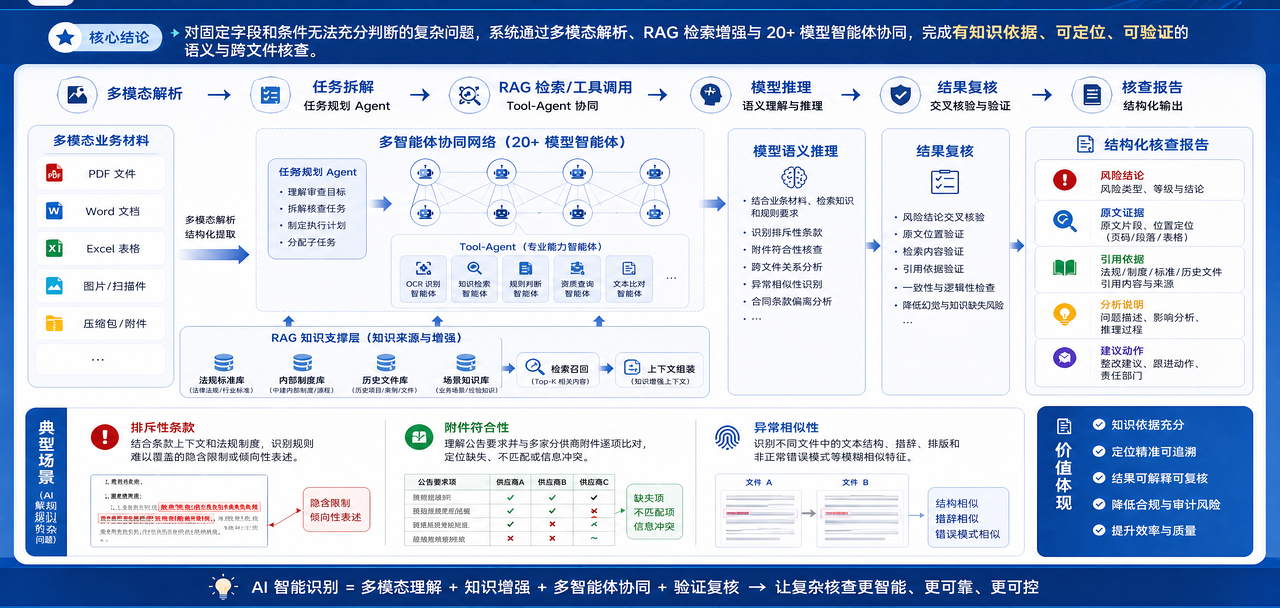 核心结论
对固定字段和条件无法充分判断的复杂问题，系统通过多模态解析、RAG 检索增强与 20+ 模型智能体协同，完成有知识依据、可定位、可验证的
语义与跨文件核查。
多模态解析
任务拆解
任务规划 Agent
RAG 检索/工具调用
Tool-Agent 协同
模型推理
语义理解与推理
结果复核
交叉核验与验证
核查报告
结构化输出
多模态业务材料
PDF
PDF 文件
W
Word 文档
X
Excel 表格
图片/扫描件
压缩包/附件
...
多模态解析
结构化提取
多智能体协同网络（20+ 模型智能体）
任务规划 Agent
• 理解审查目标
• 拆解核查任务
• 制定执行计划
• 分配子任务
Tool-Agent（专业能力智能体）
OCR 识别
智能体
知识检索
智能体
规则判断
智能体
资质查询
智能体
文本比对
智能体
...
RAG 知识支撑层（知识来源与增强）
法规标准库
（法律法规/行业标准）
内部制度库
（中建内部制度/源程）
历史文件库
（历史项目/案例/文件）
场景知识库
（业务场景/经验知识）
检索召回
（Top-K 相关内容）
上下文组装
（知识增强上下文）
模型语义推理
• 结合业务材料、检索知识
和规则要求
• 识别排斥性条款
• 附件符合性核查
• 跨文件关系分析
• 异常相似性识别
• 合同条款偏离分析
• ...
结果复核
• 风险结论交叉核验
• 原文位置验证
• 检索内容验证
• 引用依据验证
• 一致性与逻辑性检查
• 降低幻觉与知识缺失风险
...
结构化核查报告
风险结论
风险类型、等级与结论
原文证据
原文片段、位置定位
（页码/段落/表格）
引用依据
法规/制度/标准/历史文件
引用内容与来源
分析说明
问题描述、影响分析、
推理过程
建议动作
整改建议、跟进动作、
责任部门
典型场景
（AI
问题）
排斥性条款
结合条款上下文和法规制度，识别规则
难以覆盖的隐含限制或倾向性表述。
隐含限制
倾向性表述
附件符合性
理解公告要求并与多家分供商附件逐项比对，
定位缺失、不匹配或信息冲突。
公告要求项 供应商A 供应商B 供应商C
缺失项
不匹配项
信息冲突
异常相似性
识别不同文件中的文本结构、措辞、排版和
非正常错误模式等模糊相似特征。
文件 A
文件 B
结构相似
措辞相似
错误模式相似
价值体现
知识依据充分
定位精准可追溯
结果可解释可复核
降低合规与审计风险
提升效率与质量
AI 智能识别 = 多模态理解 + 知识增强 + 多智能体协同 + 验证复核 → 让复杂核查更智能、更可靠、更可控